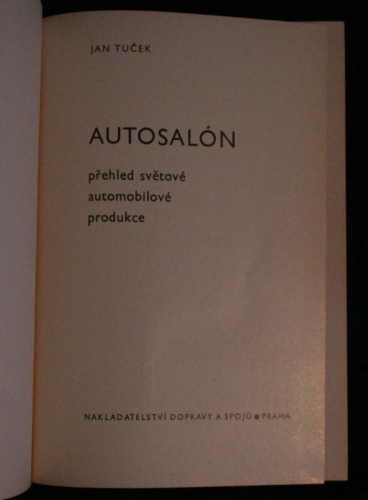 JAN TUČEK
AUTOSALÓN
přehled světové
automobilové
produkce
NAKLADATELSTVÍ DOPRAVY A SPOJŮ ● PRAHA